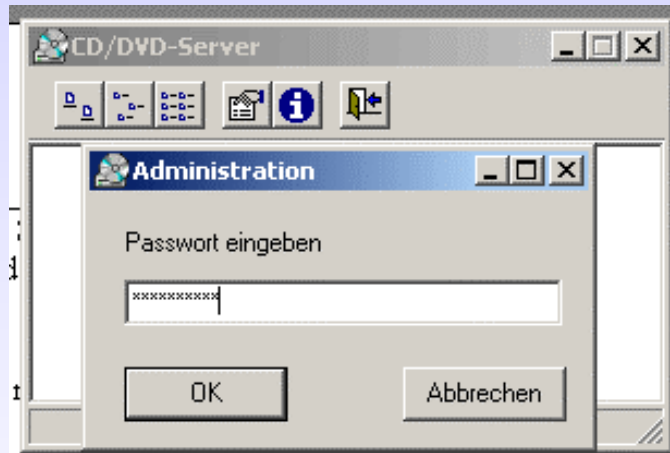 CD/DVD-Server
Administration
Passwort eingeben
**********
OK
Abbrechen